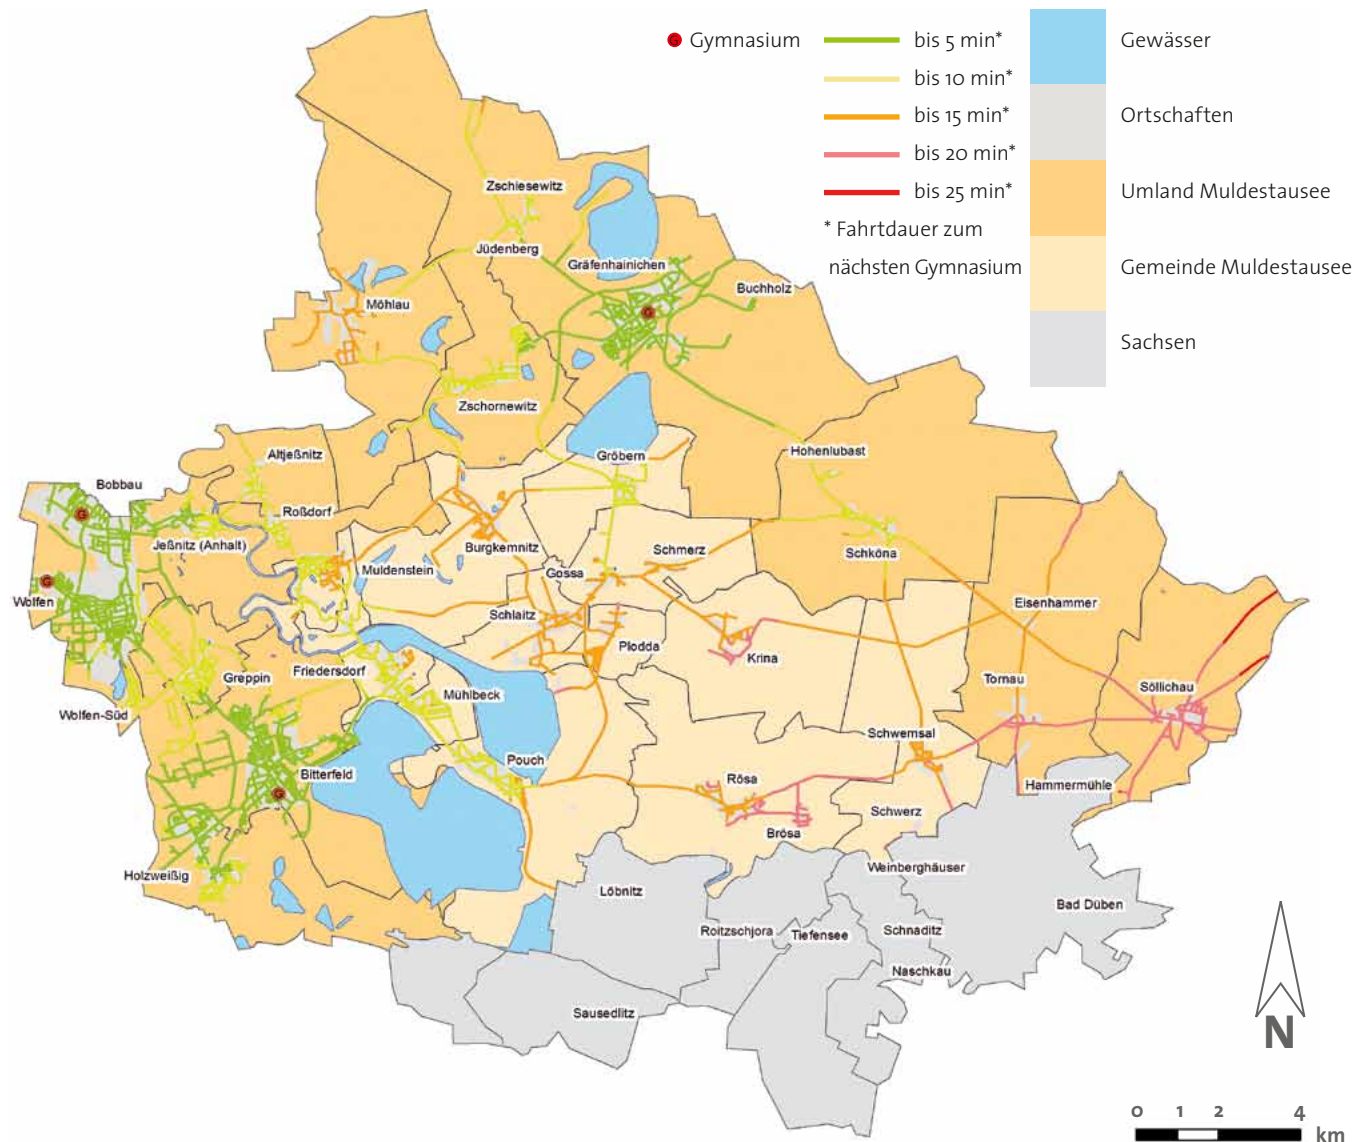 G Gymnasium
bis 5 min*
bis 10 min*
bis 15 min*
bis 20 min*
bis 25 min*
* Fahrtdauer zum
nächsten Gymnasium
Gewässer
Ortschaften
Umland Muldestausee
Gemeinde Muldestausee
Sachsen
Zschiesewitz
Jüdenberg
Gräfenhainichen
Buchholz
Möhlau
G
Zschornewitz
Altjeßnitz
Gröbern
Hohenlubast
Bobbau
G
Roßdorf
Jeßnitz (Anhalt)
Burgkemnitz
Schmerz
Schköna
Muldenstein
Gossa
G
Wolfen
Eisenhammer
Schlaitz
Plodda
Krina
Friedersdorf
Greppin
Tornau
Söllichau
Mühlbeck
Wolfen-Süd
Schwemsal
Pouch
Bitterfeld
Rösa
Hammermühle
G
Schwerz
Brösa
Holzweißig
Weinberghäuser
Löbnitz
Bad Düben
Roitzschjora
Tiefensee
Schnaditz
Naschkau
Sausedlitz
N
0 1 2 4
km